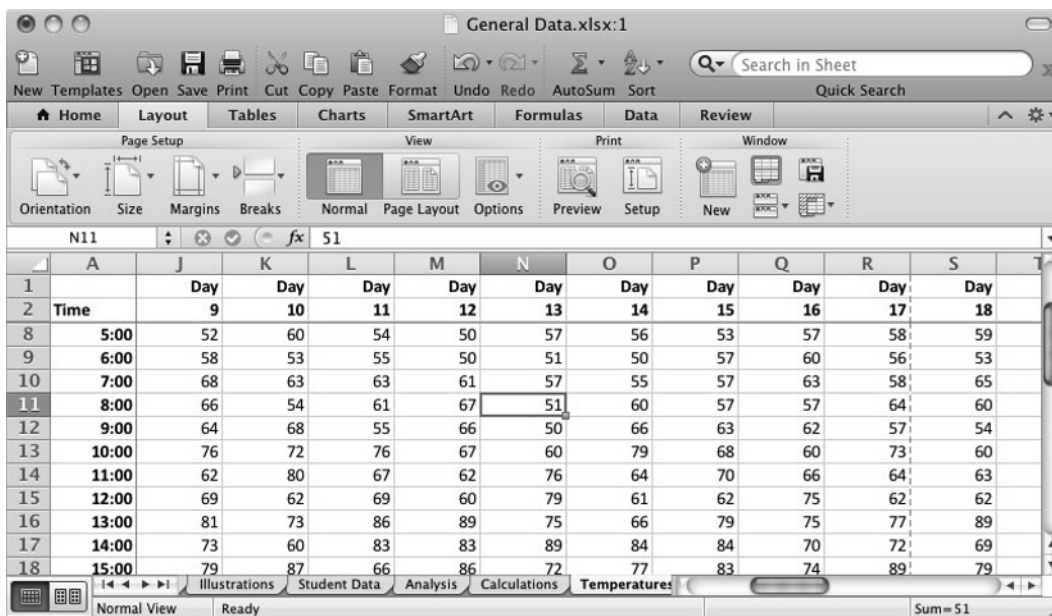 General Data.xlsx:1
Search in Sheet
New Templates Open Save Print Cut Copy Paste Format Undo Redo AutoSum Sort Quick Search
Home Layout Tables Charts SmartArt Formulas Data Review
Page Setup View Print Window
Orientation Size Margins Breaks Normal Page Layout Options Preview Setup New
N11 fx 51
A J K L M N O P Q R S T
1 Day Day Day Day Day Day Day Day Day Day
2 Time 9 10 11 12 13 14 15 16 17 18
8 5:00 52 60 54 50 57 56 53 57 58 59
9 6:00 58 53 55 50 51 50 57 60 56 53
10 7:00 68 63 63 61 57 55 57 63 58 65
11 8:00 66 54 61 67 51 60 57 57 64 60
12 9:00 64 68 55 66 50 66 63 62 57 54
13 10:00 76 72 76 67 60 79 68 60 73 60
14 11:00 62 80 67 62 76 64 70 66 64 63
15 12:00 69 62 69 60 79 61 62 75 62 62
16 13:00 81 73 86 89 75 66 79 75 77 89
17 14:00 73 60 83 83 89 84 84 70 72 69
18 15:00 79 87 66 86 72 77 83 74 89 79
Illustrations Student Data Analysis Calculations Temperatures
Normal View Ready Sum=51